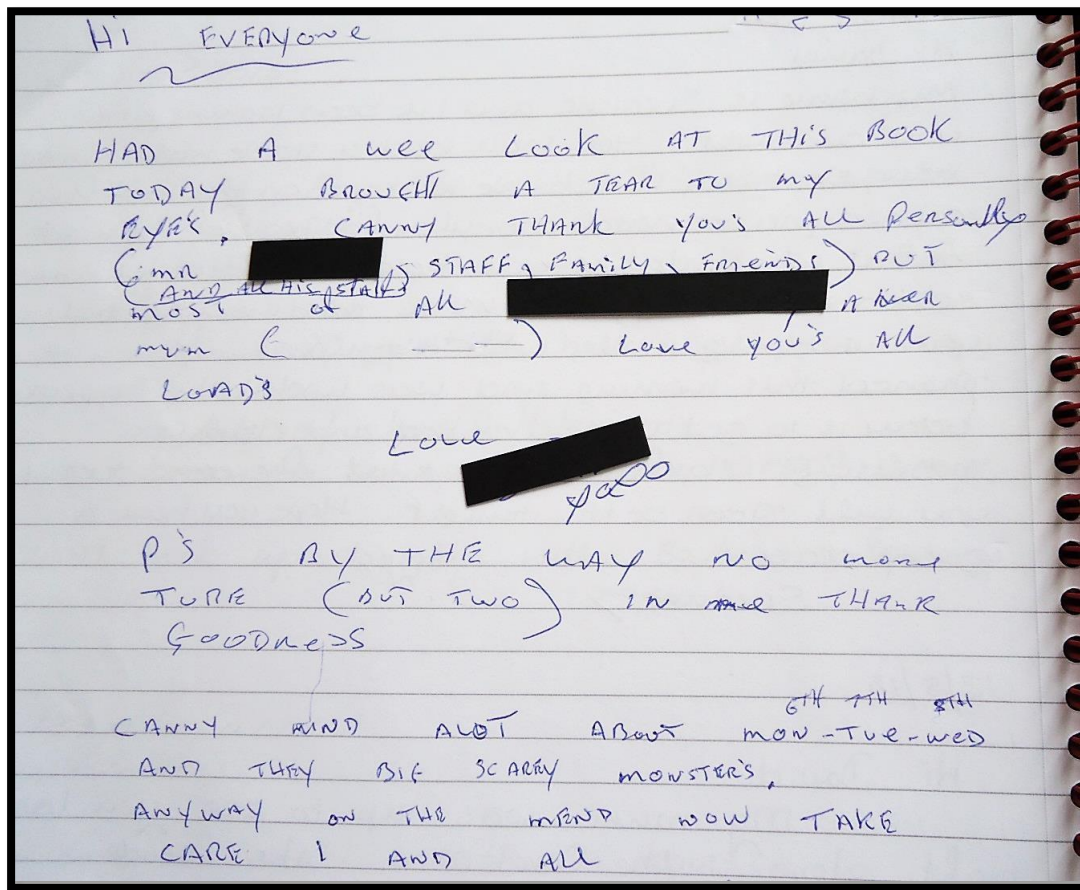 Hi EVERYONE
HAD A wee LOOK AT THIS BOOK
TODAY BROUGHT A TEAR TO my
EYE'S. CANNY THANK YOU'S ALL Personally
(mR STAFF, FAMILY, FRIENDS) BUT
(AND ALL HIS STAFF)
MOST OF ALL
mum ( — — ) Love YOU'S ALL
LOAD'S
LOVE
P'S BY THE WAY NO MORE
TUBE (BUT TWO) IN me THANK
GOODNESS
6TH 7TH 8TH
CANNY MIND ALOT ABOUT MON-TUE-WED
AND THEY BIG SCAREY MONSTER'S.
ANYWAY ON THE MEND NOW TAKE
CARE 1 AND ALL